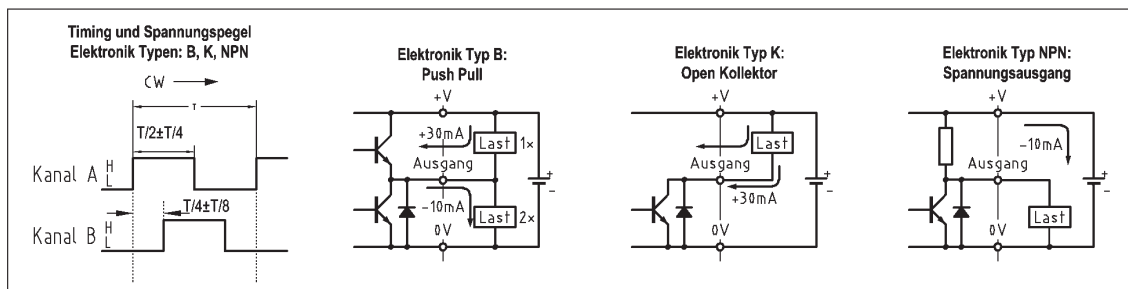 Timing und Spannungspegel
Elektronik Typen: B, K, NPN
CW
T
T/2±T/4
Kanal A H L
T/4±T/8
Kanal B H L
Elektronik Typ B:
Push Pull
+V
+30mA
Last 1x
Ausgang
+
-
-10mA
Last 2x
0V
Elektronik Typ K:
Open Kollektor
+V
Last
Ausgang
+
-
+30mA
0V
Elektronik Typ NPN:
Spannungsausgang
+V
-10mA
Ausgang
+
-
Last
0V